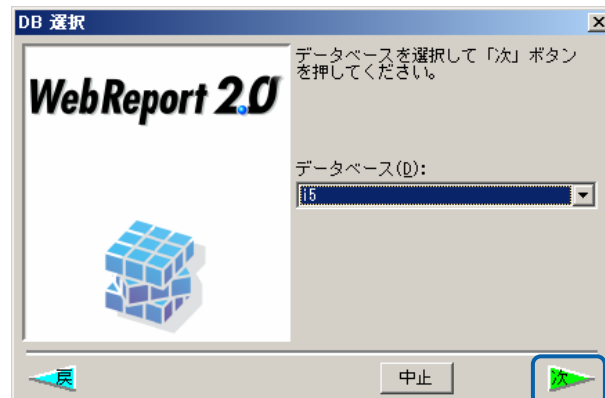 DB 選択
WebReport 2.0
データベースを選択して「次」ボタン
を押してください。
データベース(D):
i5
戻
中止
次